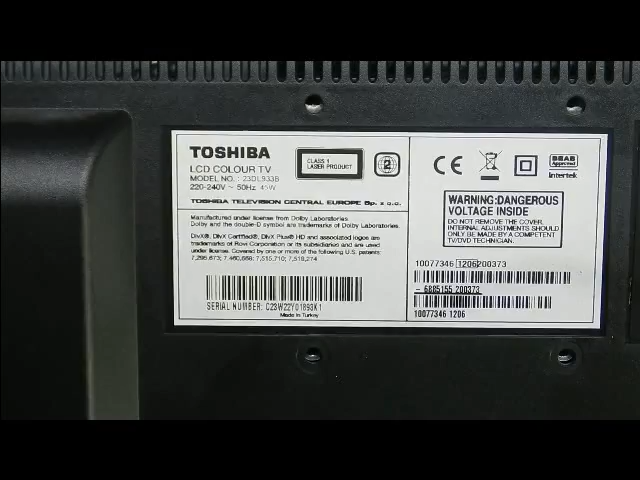 TOSHIBA
LCD COLOUR TV
MODEL NO. : 23DL933B
220-240V ~ 50Hz 45W
CLASS 1
LASER PRODUCT
2
TOSHIBA TELEVISION CENTRAL EUROPE Sp. z o.o.
Manufactured under license from Dolby Laboratories.
Dolby and the double-D symbol are trademarks of Dolby Laboratories.
DivX®, DivX Certified®, DivX Plus® HD and associated logos are
trademarks of Rovi Corporation or its subsidiaries and are used
under license. Covered by one or more of the following U.S. patents:
7,295,673; 7,460,668; 7,515,710; 7,519,274
SERIAL NUMBER: C23W22Y01893K1
Made in Turkey
CE
BEAB
Approved
Intertek
WARNING:DANGEROUS
VOLTAGE INSIDE
DO NOT REMOVE THE COVER.
INTERNAL ADJUSTMENTS SHOULD
ONLY BE MADE BY A COMPETENT
TV/DVD TECHNICIAN.
10077346 1206 200373
- 6885155 200373
10077346 1206